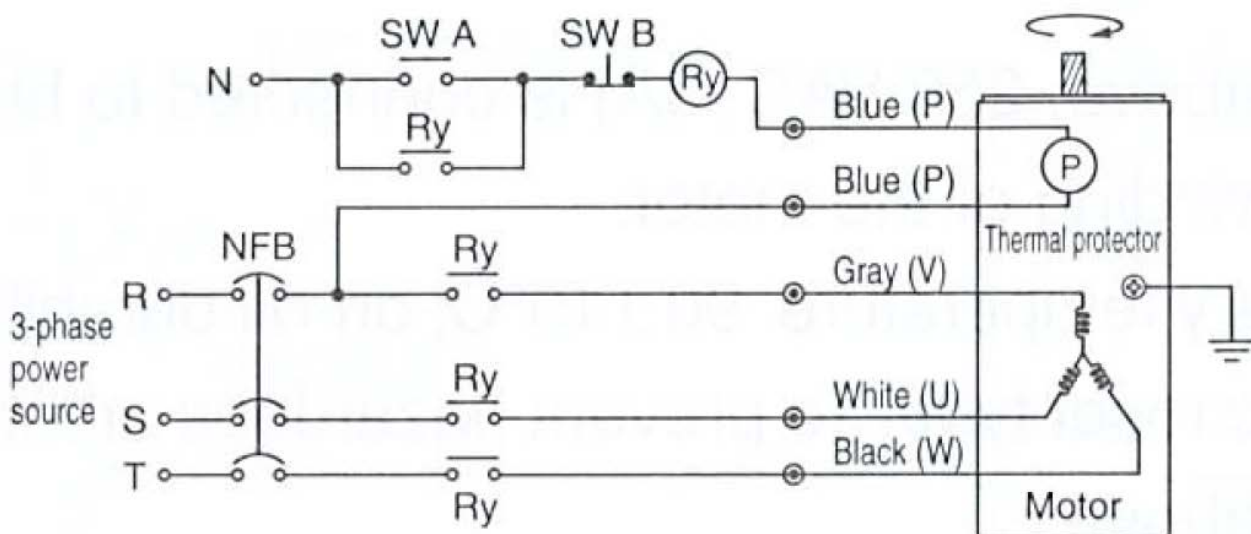 SW A
SW B
N
Ry
Ry
Blue (P)
P
Blue (P)
Thermal protector
NFB
Ry
Gray (V)
R
3-phase
power
source
Ry
White (U)
S
Black (W)
T
Ry
Motor